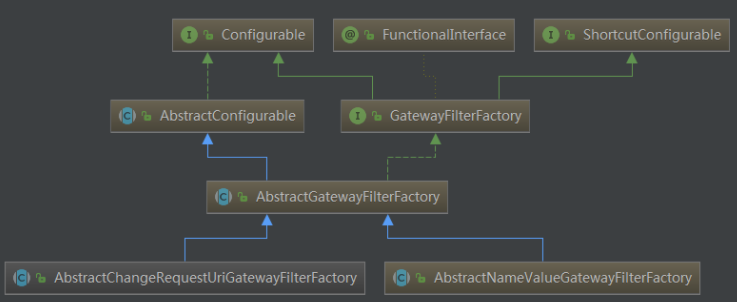 I Configurable
@ FunctionalInterface
I ShortcutConfigurable
C AbstractConfigurable
I GatewayFilterFactory
C AbstractGatewayFilterFactory
C AbstractChangeRequestUriGatewayFilterFactory
C AbstractNameValueGatewayFilterFactory